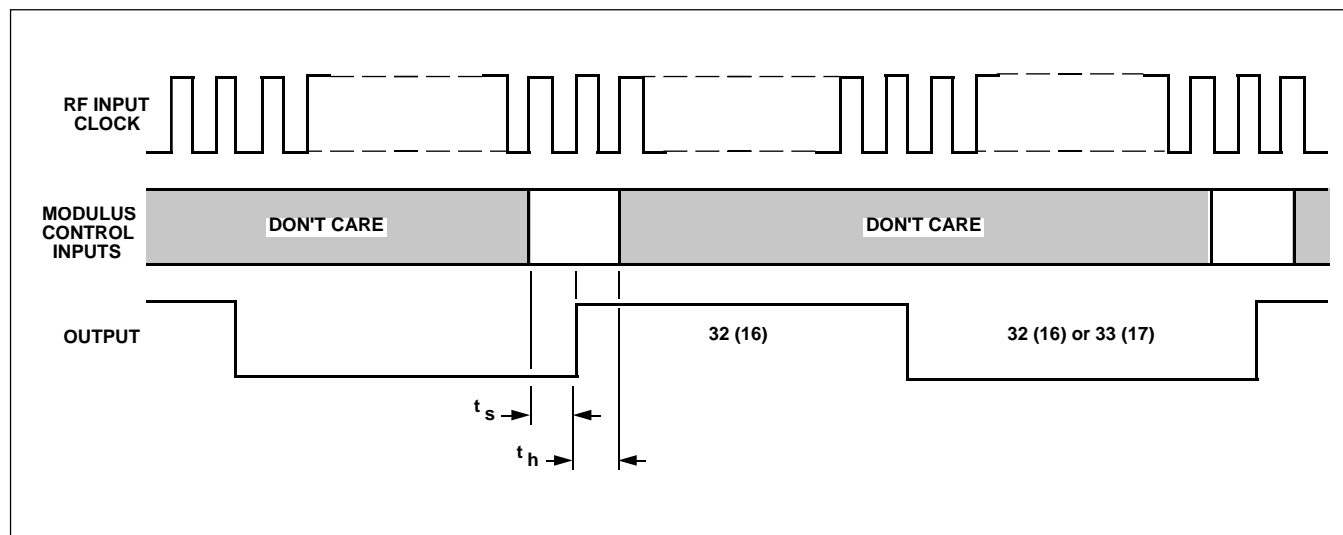 RF INPUT
CLOCK
MODULUS
CONTROL
INPUTS
DON'T CARE
DON'T CARE
OUTPUT
32 (16)
32 (16) or 33 (17)
t s
t h